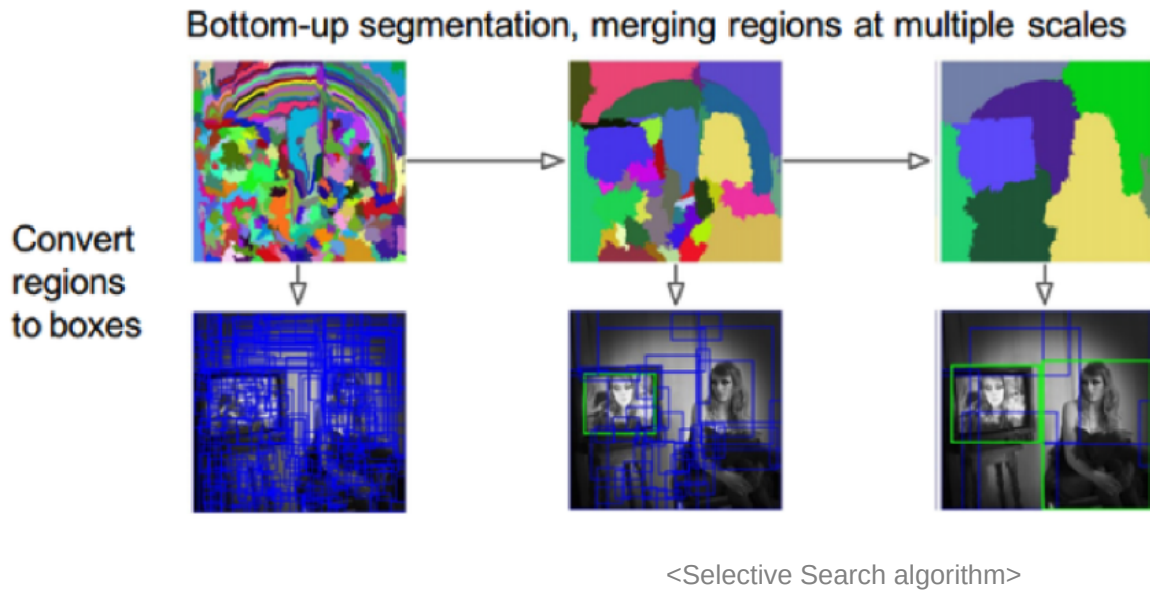 Bottom-up segmentation, merging regions at multiple scales
Convert
regions
to boxes
<Selective Search algorithm>